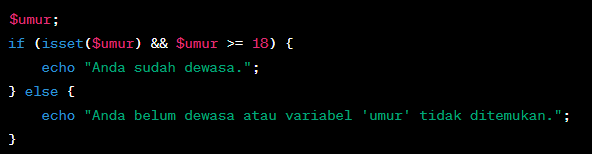 $umur;
if (isset($umur) && $umur >= 18) {
    echo "Anda sudah dewasa.";
} else {
    echo "Anda belum dewasa atau variabel 'umur' tidak ditemukan.";
}